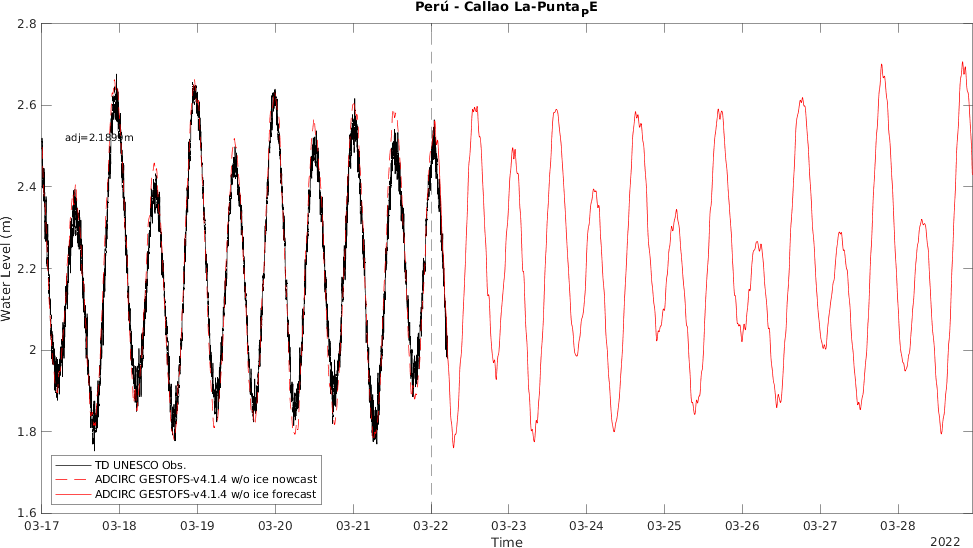 Perú - Callao La-PuntaPE
2.8
2.6
2.4
2.2
2
1.8
1.6
Water Level (m)
adj=2.1899m
TD UNESCO Obs.
ADCIRC GESTOFS-v4.1.4 w/o ice nowcast
ADCIRC GESTOFS-v4.1.4 w/o ice forecast
03-17 03-18 03-19 03-20 03-21 03-22 03-23 03-24 03-25 03-26 03-27 03-28
Time
2022